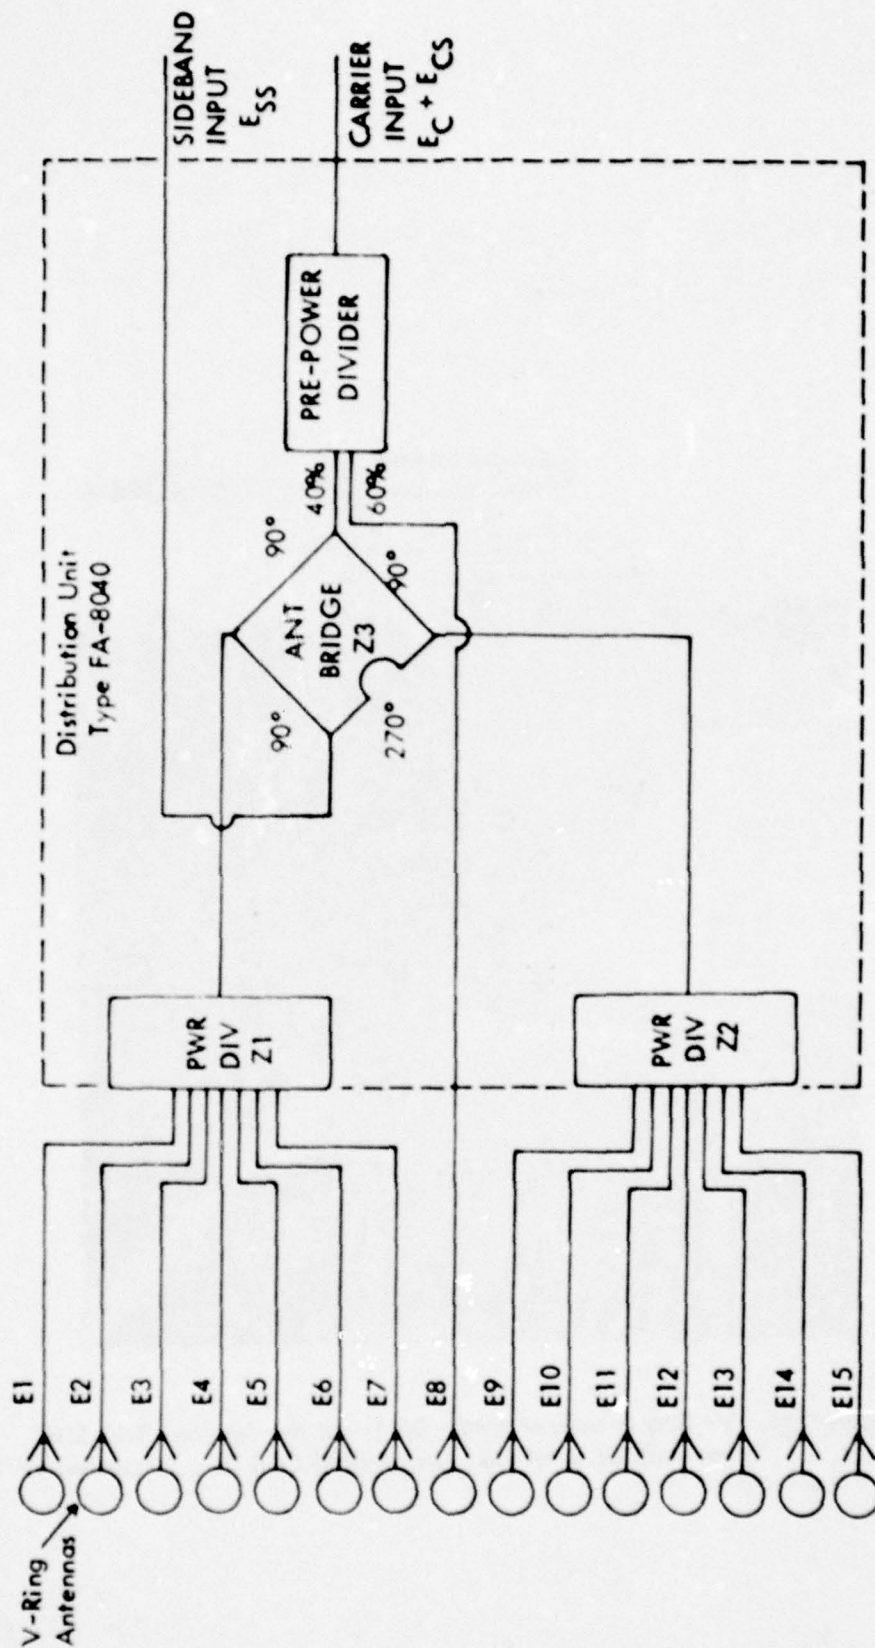 Distribution Unit
Type FA-8040
SIDEBAND
INPUT
E_SS
CARRIER
INPUT
E_C + E_CS
PRE-POWER
DIVIDER
40%
60%
90°
90°
ANT
BRIDGE
Z3
90°
270°
PWR
DIV
Z1
PWR
DIV
Z2
E1
E2
E3
E4
E5
E6
E7
E8
E9
E10
E11
E12
E13
E14
E15
V-Ring
Antennas